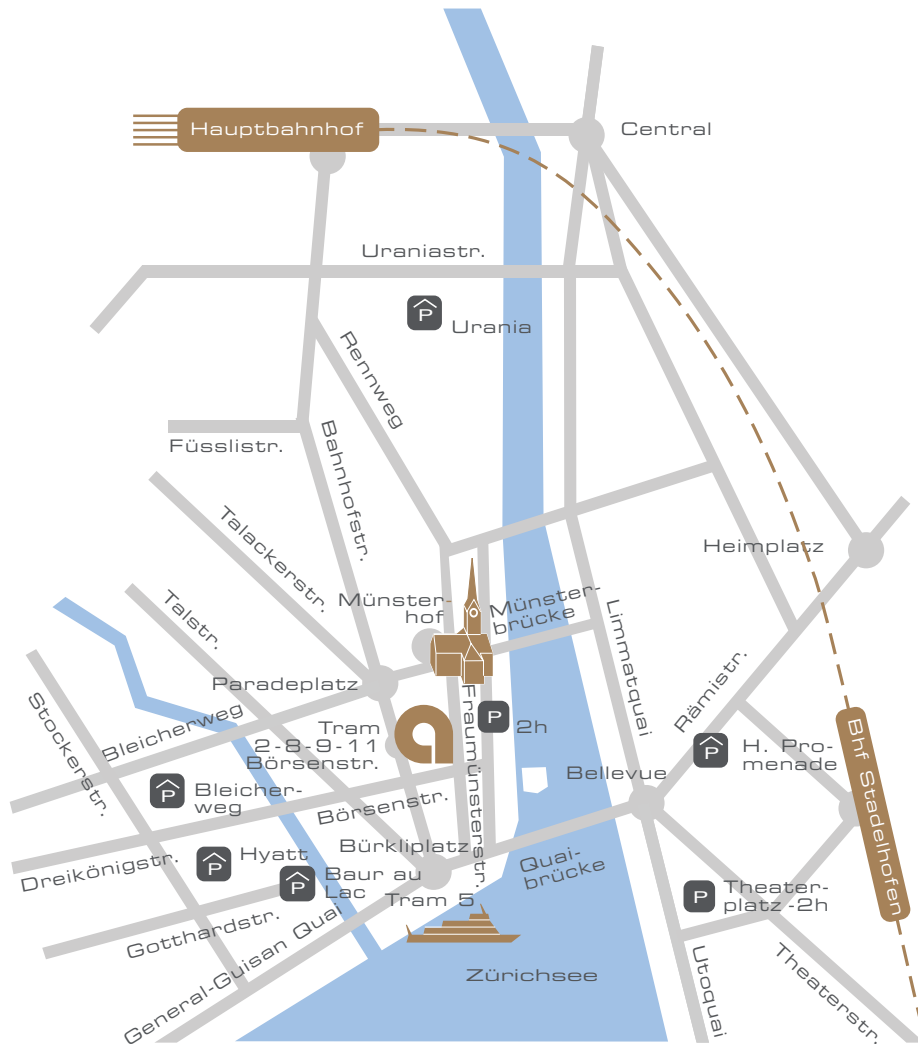 Hauptbahnhof
Central
Uraniastr.
P
Urania
Rennweg
Füsslistr.
Bahnhofstr.
Talackerstr.
Heimplatz
Münster-
hof
Münster-
brücke
Talstr.
Limmatquai
Paradeplatz
Rämistr.
Stockerstr.
Bleicherweg
Tram
2-8-9-11
Börsenstr.
Fraumünsterstr.
P
2h
P
H. Pro-
menade
Bhf Stadelhofen
Bellevue
P
Bleicher-
weg
Börsenstr.
Dreikönigstr.
Bürkliplatz
Quai-
brücke
P
Hyatt
P
Baur au
Lac
Tram 5
P
Theater-
platz-2h
Gotthardstr.
General-Guisan Quai
Zürichsee
Utoquai
Theaterstr.